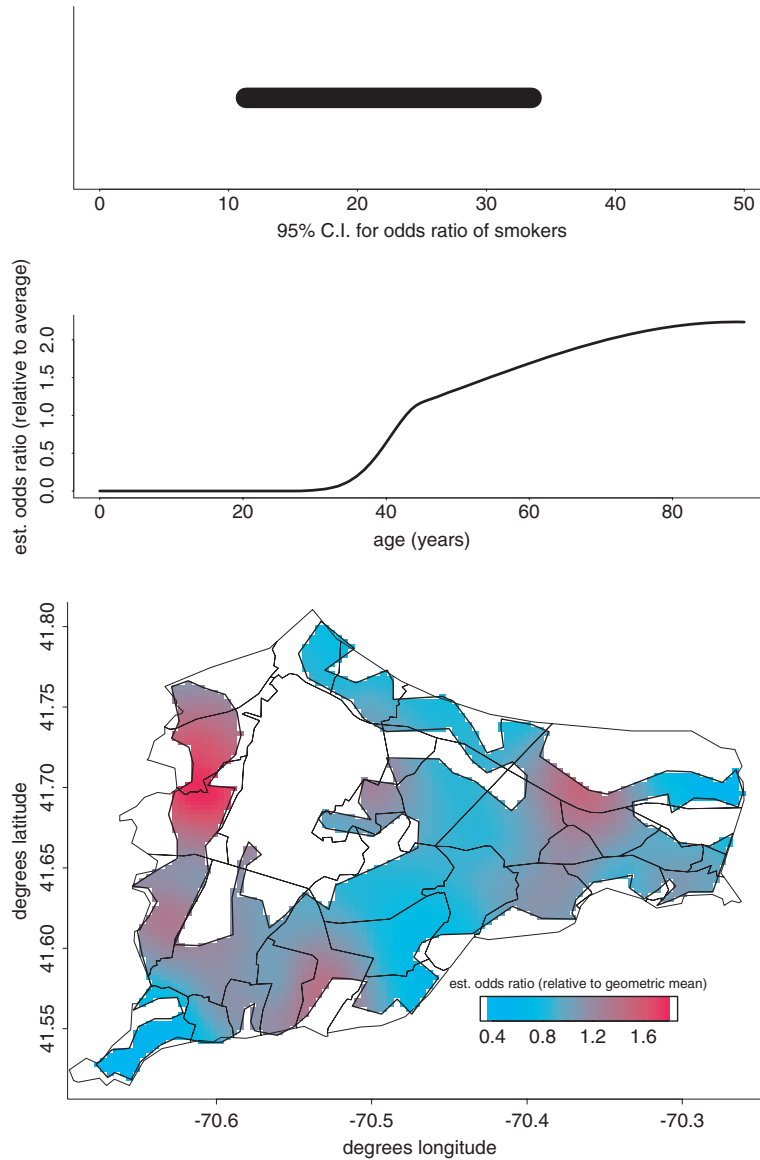 0 10 20 30 40 50
95% C.I. for odds ratio of smokers
est. odds ratio (relative to average)
0.0 0.5 1.0 1.5 2.0
0 20 40 60 80
age (years)
degrees latitude
41.55 41.60 41.65 41.70 41.75 41.80
est. odds ratio (relative to geometric mean)
0.4 0.8 1.2 1.6
-70.6 -70.5 -70.4 -70.3
degrees longitude